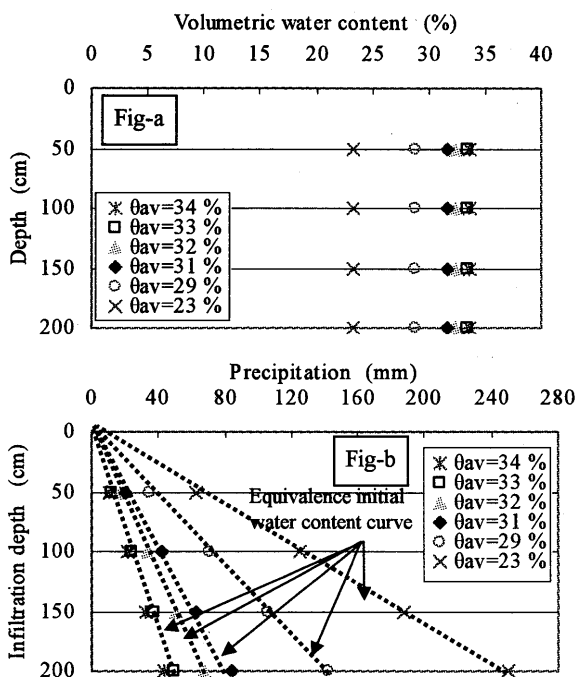 Volumetric water content (%)
0 5 10 15 20 25 30 35 40
Depth (cm)
0
50
100
150
200
Fig-a
θav=34 %
θav=33 %
θav=32 %
θav=31 %
θav=29 %
θav=23 %
Precipitation (mm)
0 40 80 120 160 200 240 280
Infiltration depth (cm)
0
50
100
150
200
Fig-b
Equivalence initial
water content curve
θav=34 %
θav=33 %
θav=32 %
θav=31 %
θav=29 %
θav=23 %